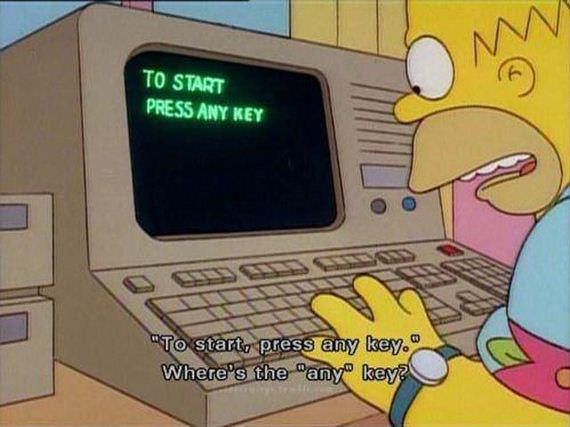 TO START
PRESS ANY KEY
"To start, press any key."
Where's the "any" key?